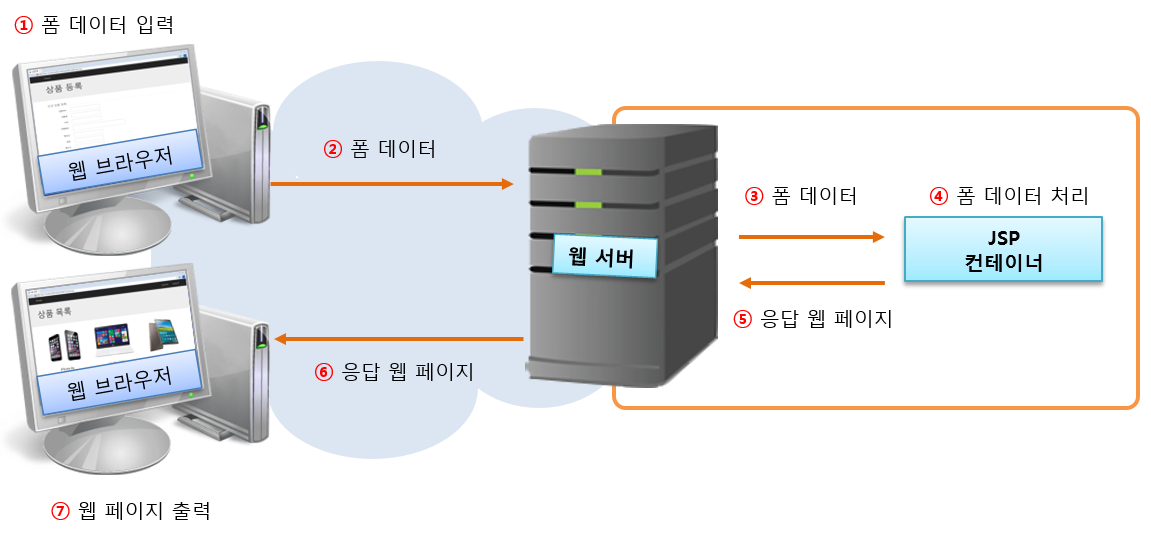 ① 폼 데이터 입력
상품 등록
웹 브라우저
② 폼 데이터
웹 서버
③ 폼 데이터
④ 폼 데이터 처리
JSP
컨테이너
⑤ 응답 웹 페이지
⑥ 응답 웹 페이지
상품 목록
웹 브라우저
⑦ 웹 페이지 출력